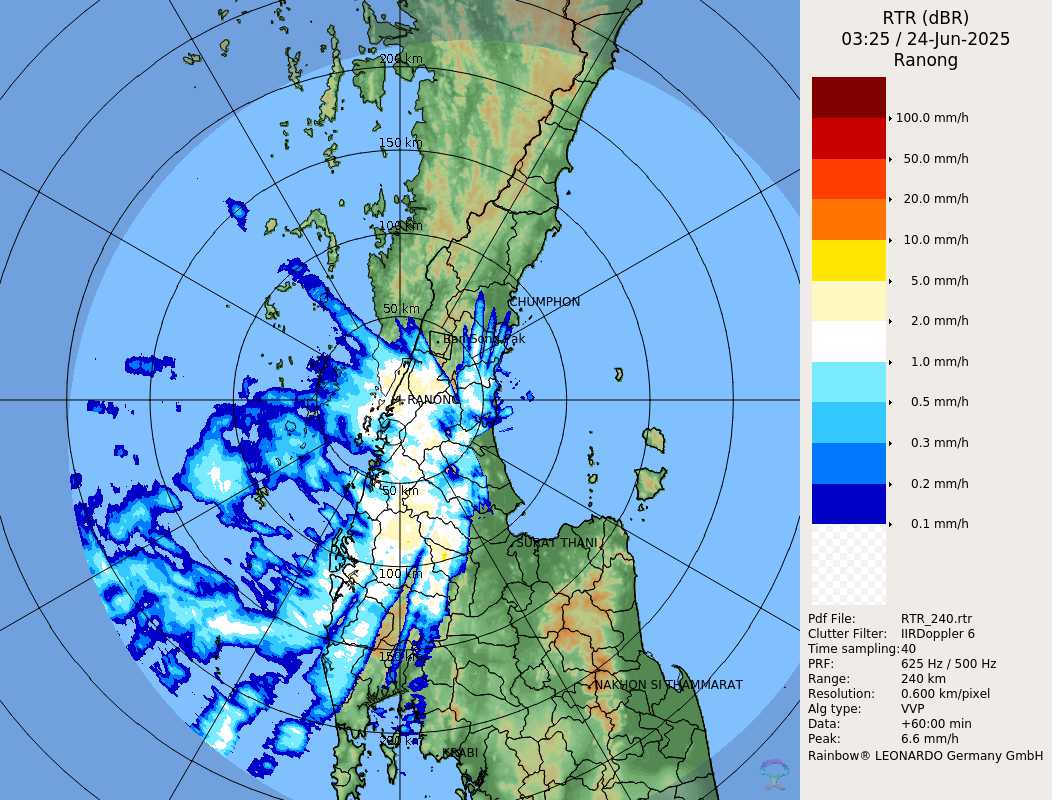 RTR (dBR)
03:25 / 24-Jun-2025
Ranong
100.0 mm/h
50.0 mm/h
20.0 mm/h
10.0 mm/h
5.0 mm/h
2.0 mm/h
1.0 mm/h
0.5 mm/h
0.3 mm/h
0.2 mm/h
0.1 mm/h
Pdf File: RTR_240.rtr
Clutter Filter: IIRDoppler 6
Time sampling:40
PRF: 625 Hz / 500 Hz
Range: 240 km
Resolution: 0.600 km/pixel
Alg type: VVP
Data: +60:00 min
Peak: 6.6 mm/h
Rainbow® LEONARDO Germany GmbH
200 km
150 km
100 km
50 km
CHUMPHON
RANONG
50 km
SURAT THANI
100 km
150 km
NAKHON SI THAMMARAT
200 km
KRABI